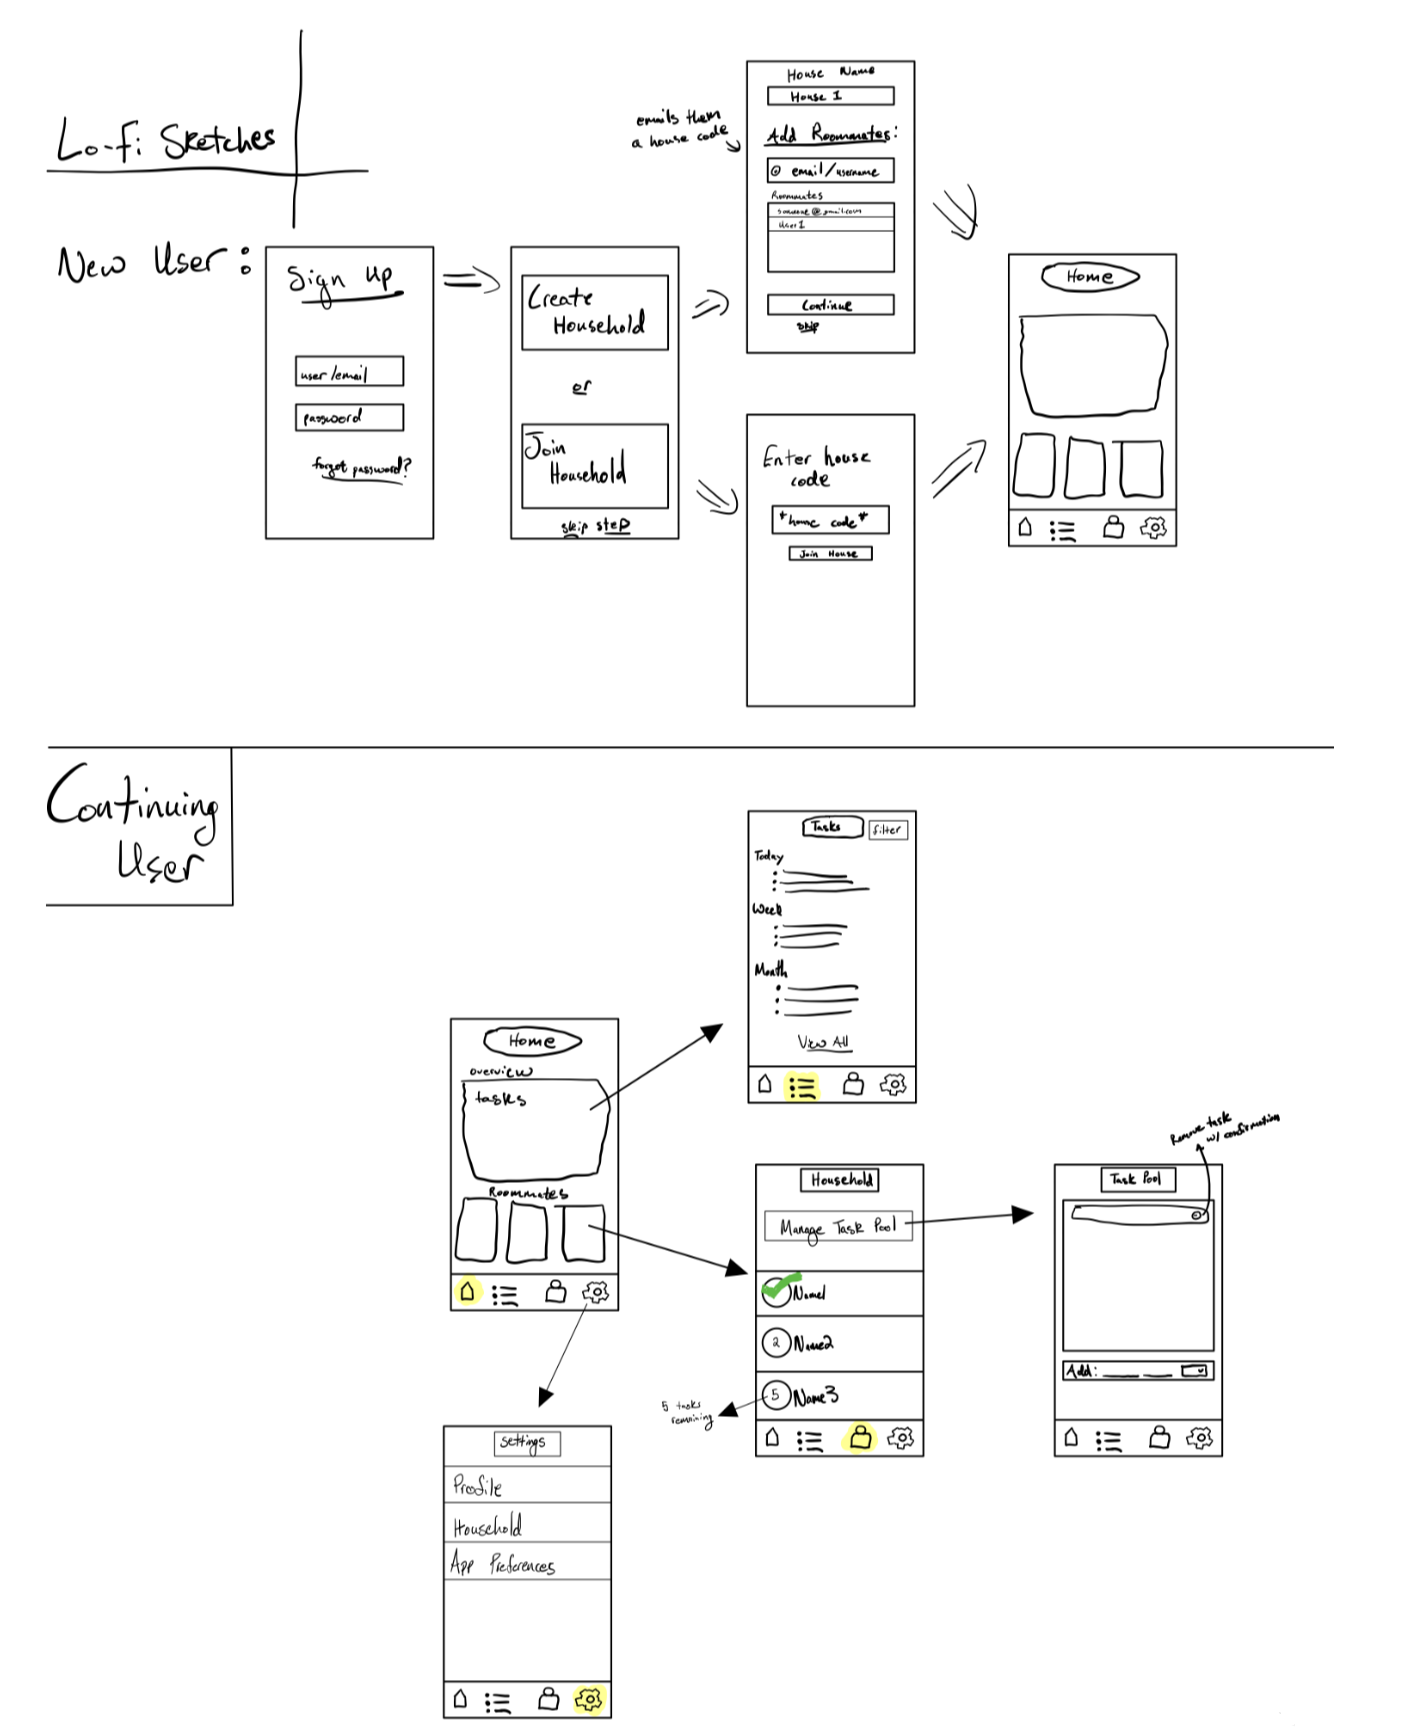 Lo-fi Sketches
New User:
Sign Up
user/email
password
forgot password?
Create
Household
or
Join
Household
skip step
emails them
a house code
House Name
House 1
Add Roommates:
email/username
Roommates
someone@gmail.com
User1
Continue
skip
Enter house
code
*home code*
Join House
Home
Continuing
User
Home
overview
tasks
Roommates
Tasks
filter
Today
Week
Month
View All
Household
Manage Task Pool
Name1
2 Name2
5 Name3
5 tasks
remaining
Task Pool
Remove task
w/ confirmation
Add:
Settings
Profile
Household
App Preferences